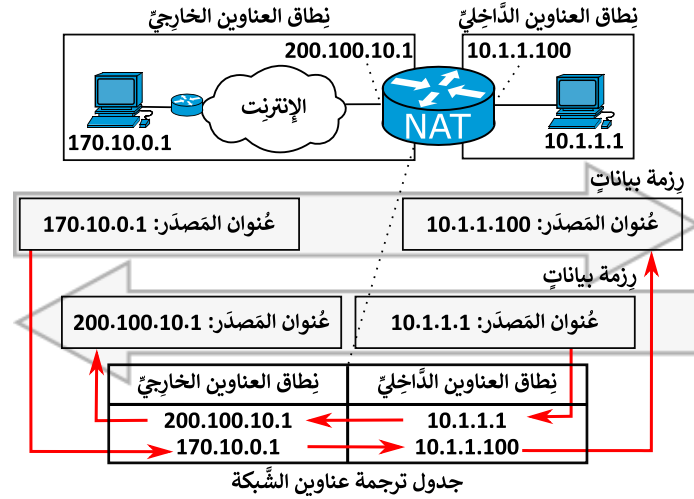 نِطاق العناوين الدَّاخِليِّ
نِطاق العناوين الخارِجيِّ
10.1.1.100
200.100.10.1
NAT
الإِنترنِت
10.1.1.1
170.10.0.1
رِزمة بياناتٍ
عُنوان المَصدَر: 10.1.1.100
عُنوان المَصدَر: 170.10.0.1
رِزمة بياناتٍ
عُنوان المَصدَر: 10.1.1.1
عُنوان المَصدَر: 200.100.10.1
نِطاق العناوين الدَّاخِليِّ
نِطاق العناوين الخارِجيِّ
10.1.1.1
200.100.10.1
10.1.1.100
170.10.0.1
جدول ترجمة عناوين الشَّبكة